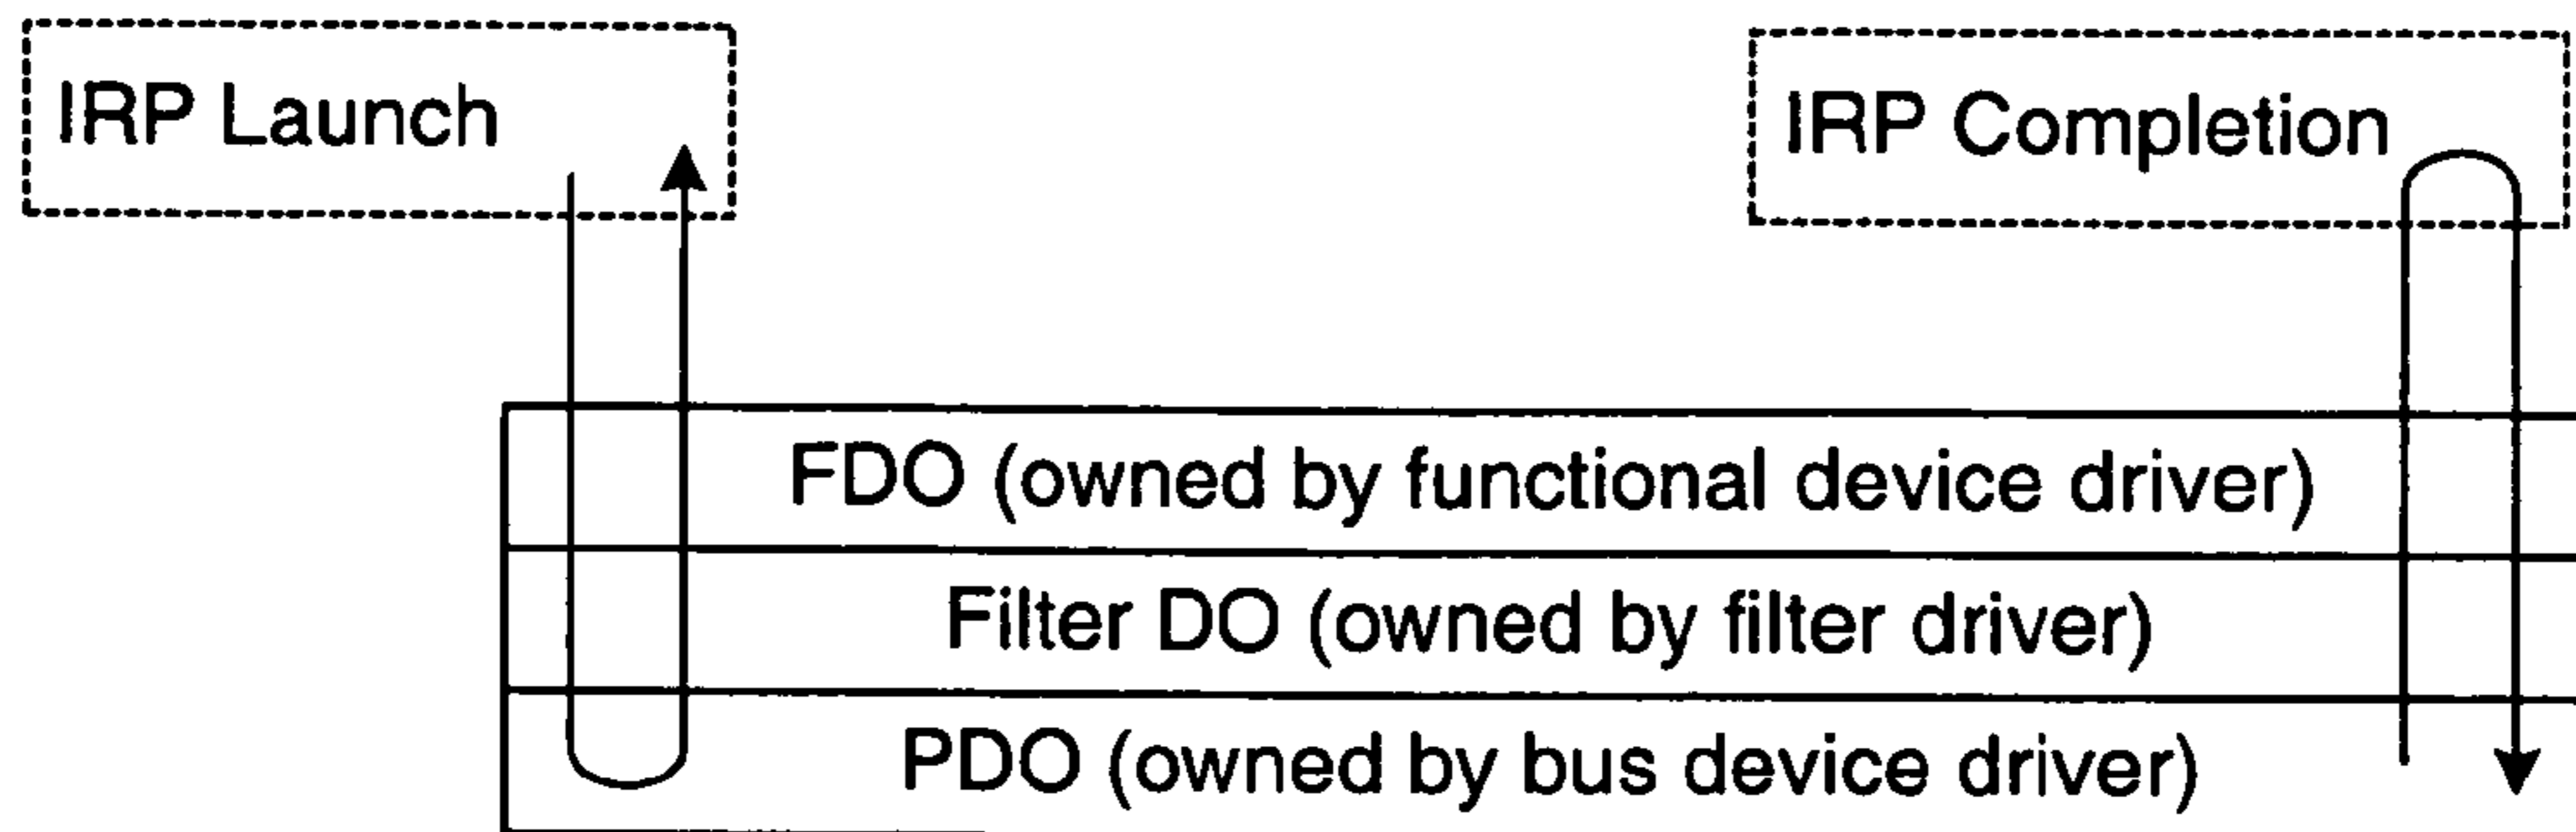 IRP Launch
IRP Completion
FDO (owned by functional device driver)
Filter DO (owned by filter driver)
PDO (owned by bus device driver)